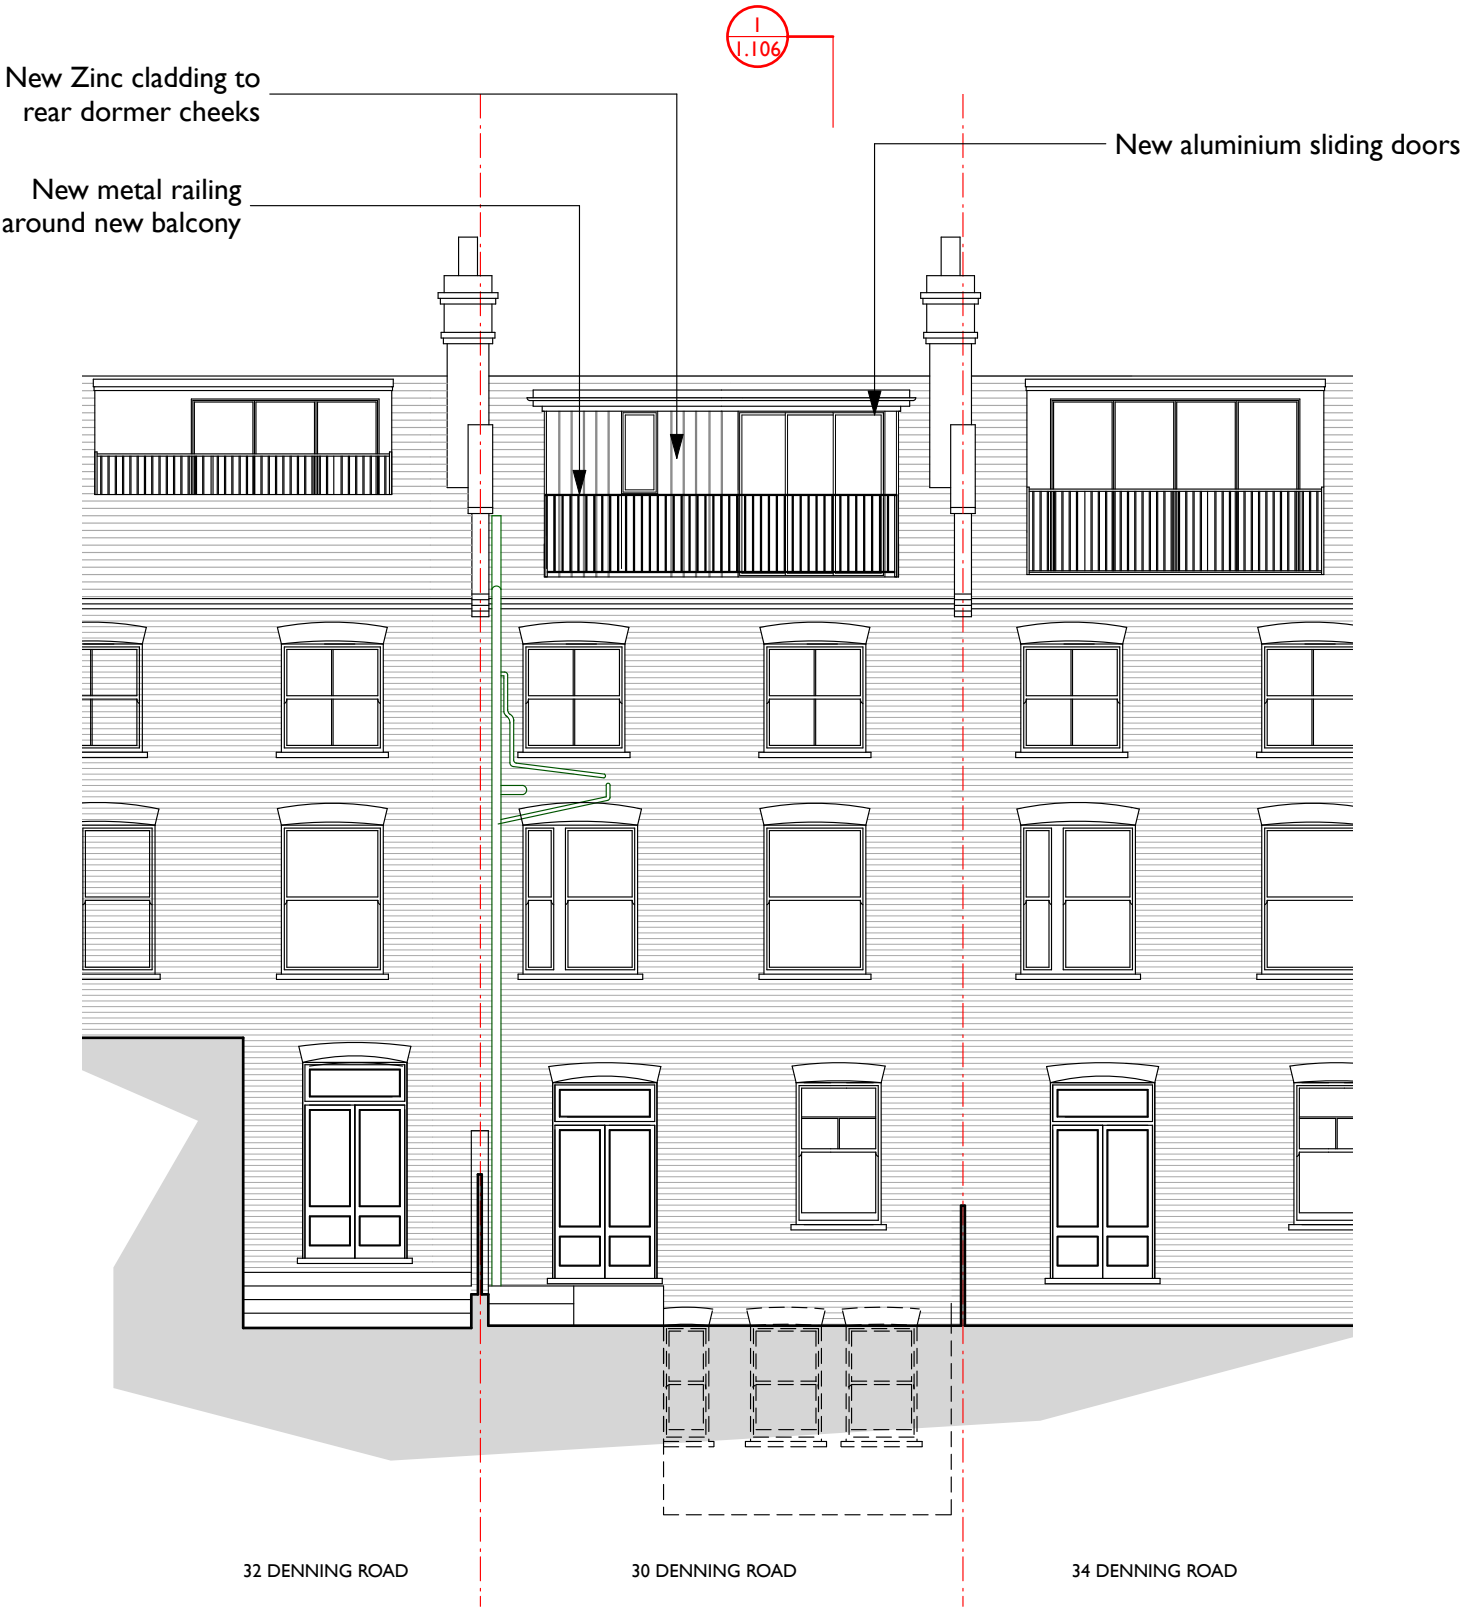 1
1.106
New Zinc cladding to
rear dormer cheeks
New aluminium sliding doors
New metal railing
around new balcony
32 DENNING ROAD
30 DENNING ROAD
34 DENNING ROAD